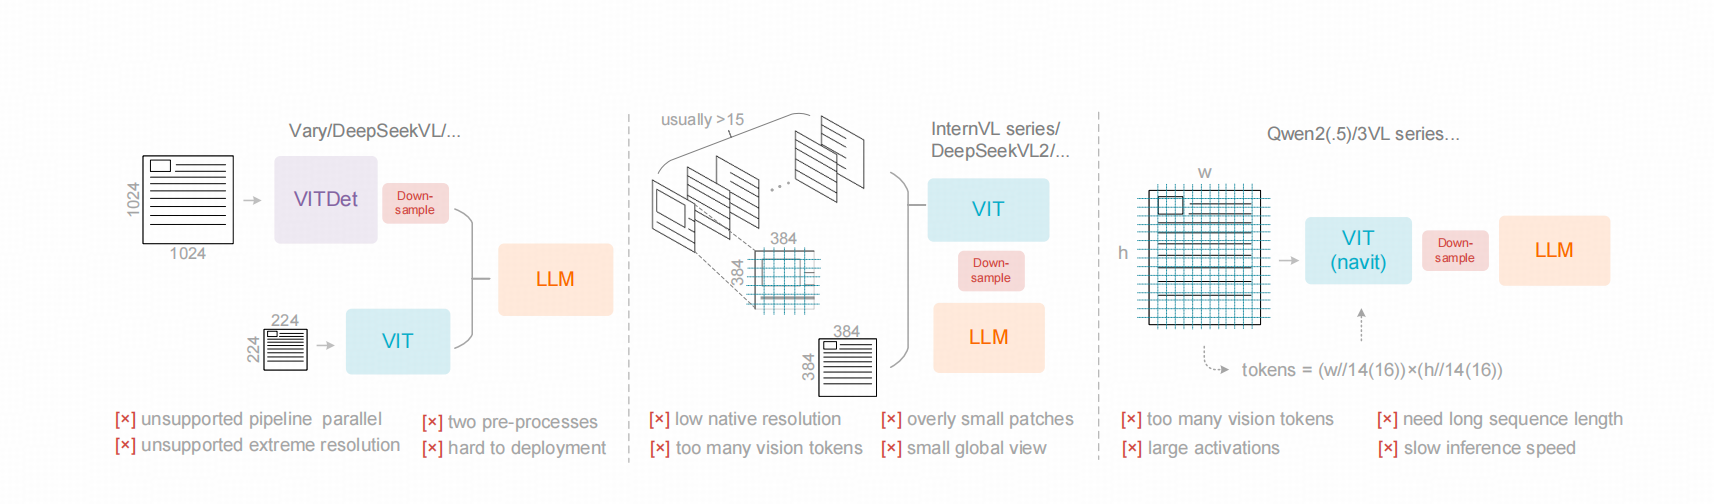 Vary/DeepSeekVL/...
1024
1024
VITDet
Down-
sample
LLM
224
224
VIT
[×] unsupported pipeline parallel
[×] unsupported extreme resolution
[×] two pre-processes
[×] hard to deployment
usually >15
InternVL series/
DeepSeekVL2/...
384
384
VIT
Down-
sample
LLM
384
384
[×] low native resolution
[×] too many vision tokens
[×] overly small patches
[×] small global view
Qwen2(.5)/3VL series...
w
h
VIT
(navit)
Down-
sample
LLM
tokens = (w//14(16))×(h//14(16))
[×] too many vision tokens
[×] large activations
[×] need long sequence length
[×] slow inference speed